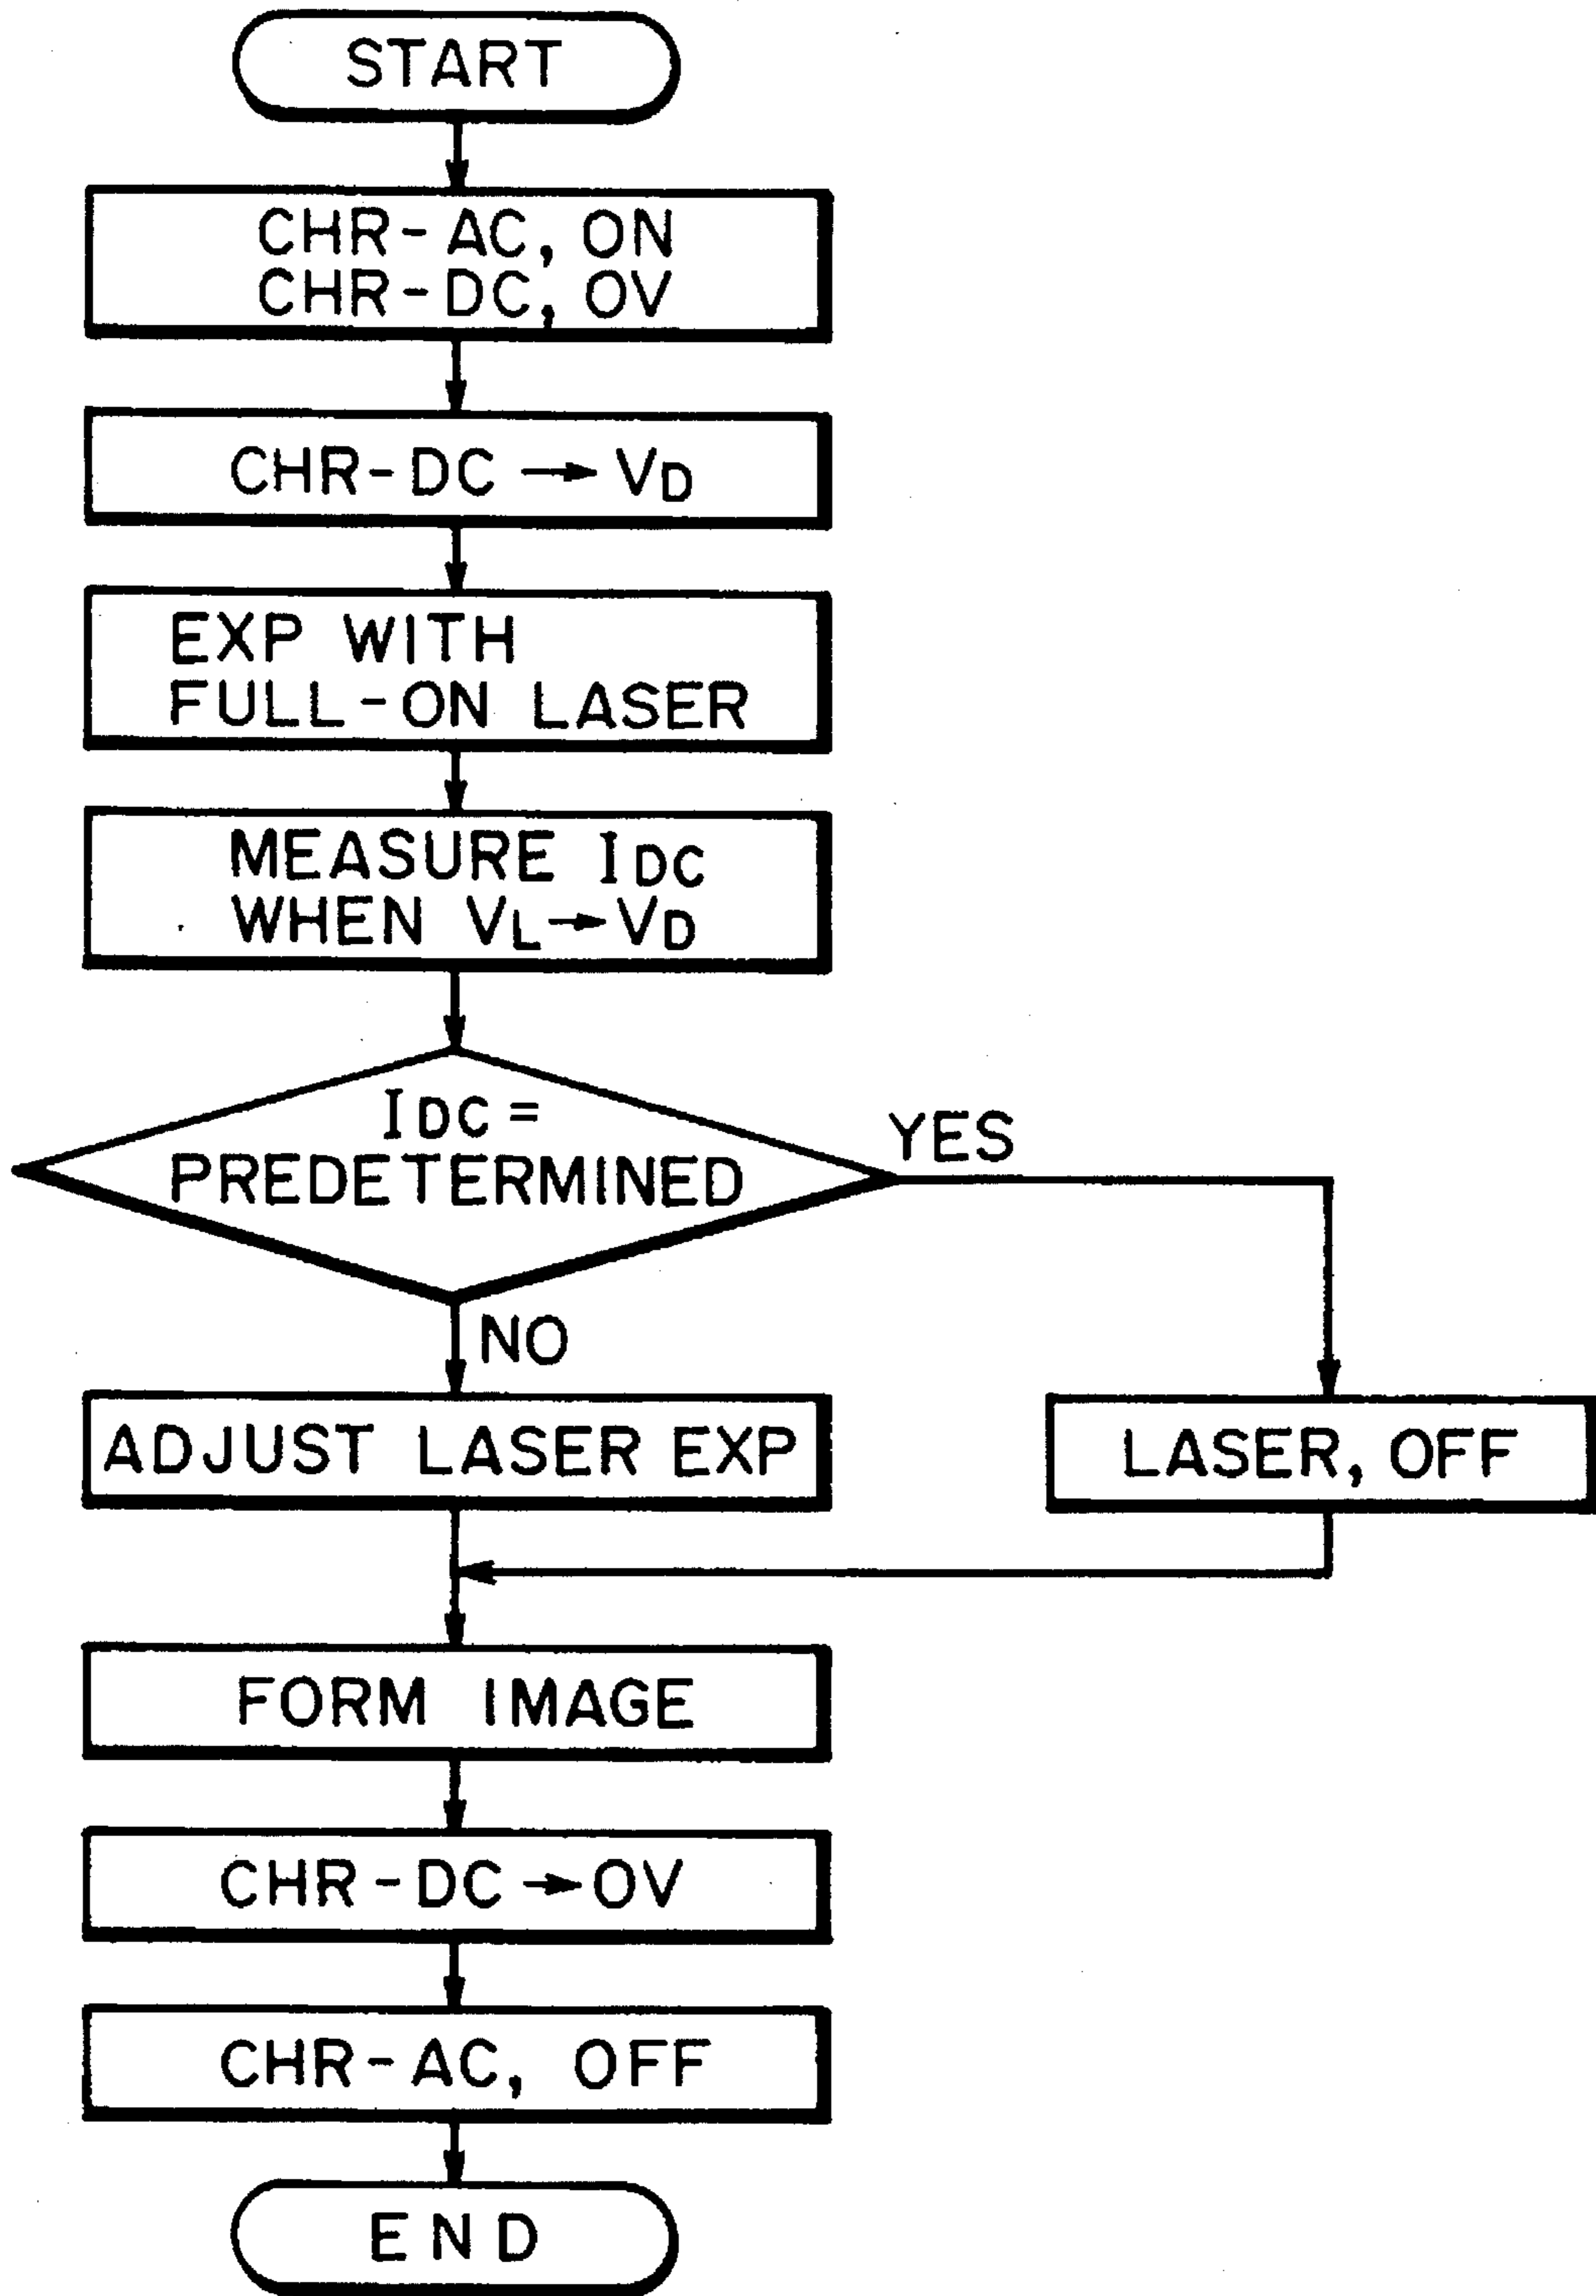 START
CHR-AC, ON
CHR-DC, OV
CHR-DC → VD
EXP WITH
FULL-ON LASER
MEASURE IDC
WHEN VL → VD
IDC =
PREDETERMINED
YES
NO
ADJUST LASER EXP
LASER, OFF
FORM IMAGE
CHR-DC → OV
CHR-AC, OFF
END